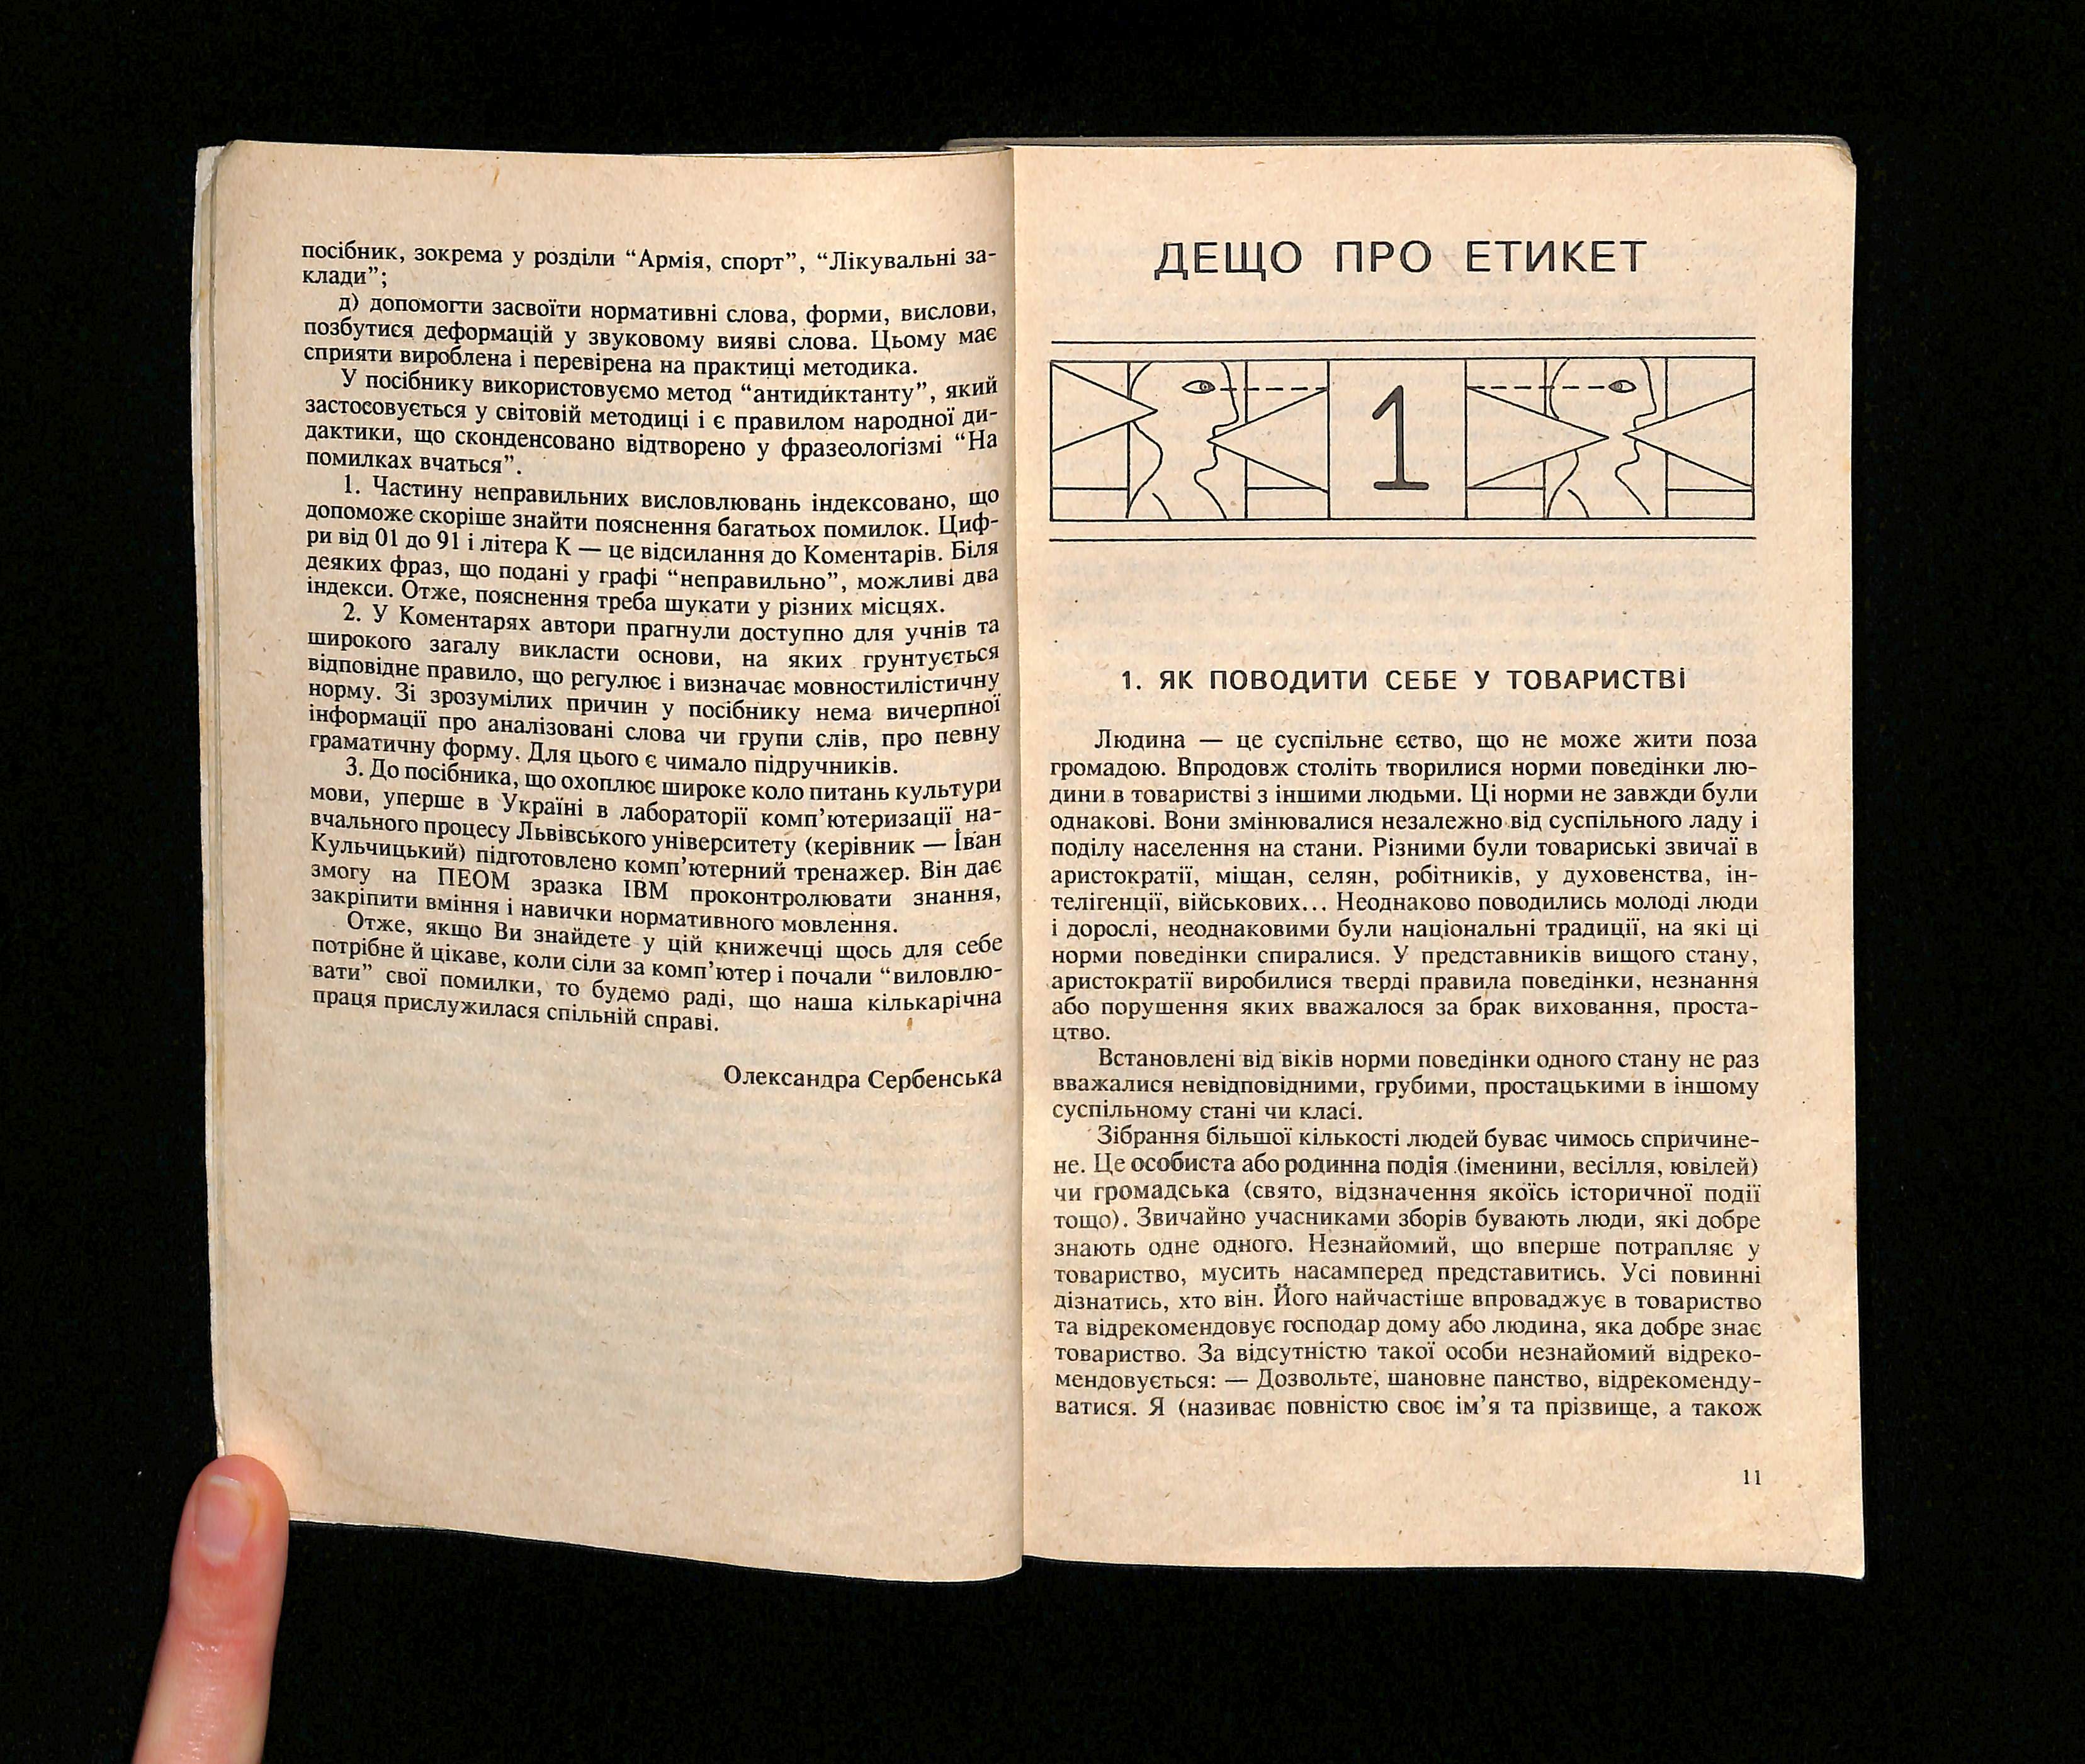 посібник, зокрема у розділи “Армія, спорт”, “Лікувальні за-
клади”;
д) допомогти засвоїти нормативні слова, форми, вислови,
позбутися деформацій у звуковому вияві слова. Цьому має
сприяти вироблена і перевірена на практиці методика.
У посібнику використовуємо метод “антидиктанту”, який
застосовується у світовій методиці і є правилом народної ди-
дактики, що сконденсовано відтворено у фразеологізмі “На
помилках вчаться”.
1. Частину неправильних висловлювань індексовано, що
допоможе скоріше знайти пояснення багатьох помилок. Циф-
ри від 01 до 91 і літера К — це відсилання до Коментарів. Біля
деяких фраз, що подані у графі “неправильно”, можливі два
індекси. Отже, пояснення треба шукати у різних місцях.
2. У Коментарях автори прагнули доступно для учнів та
широкого загалу викласти основи, на яких грунтується
відповідне правило, що регулює і визначає мовностилістичну
норму. Зі зрозумілих причин у посібнику нема вичерпної
інформації про аналізовані слова чи групи слів, про певну
граматичну форму. Для цього є чимало підручників.
3. До посібника, що охоплює широке коло питань культури
мови, уперше в Україні в лабораторії комп’ютеризації на-
вчального процесу Львівського університету (керівник — Іван
Кульчицький) підготовлено комп’ютерний тренажер. Він дає
змогу на ПЕОМ зразка ІВМ проконтролювати знання,
закріпити вміння і навички нормативного мовлення.
Отже, якщо Ви знайдете у цій книжечці щось для себе
потрібне й цікаве, коли сіли за комп’ютер і почали “виловлю-
вати” свої помилки, то будемо раді, що наша кількарічна
праця прислужилася спільній справі.
Олександра Сербенська
ДЕЩО ПРО ЕТИКЕТ
1
1. ЯК ПОВОДИТИ СЕБЕ У ТОВАРИСТВІ
Людина — це суспільне єство, що не може жити поза
громадою. Впродовж століть творилися норми поведінки лю-
дини в товаристві з іншими людьми. Ці норми не завжди були
однакові. Вони змінювалися незалежно від суспільного ладу і
поділу населення на стани. Різними були товариські звичаї в
аристократії, міщан, селян, робітників, у духовенства, ін-
телігенції, військових... Неоднаково поводились молоді люди
і дорослі, неоднаковими були національні традиції, на які ці
норми поведінки спиралися. У представників вищого стану,
аристократії виробилися тверді правила поведінки, незнання
або порушення яких вважалося за брак виховання, проста-
цтво.
Встановлені від віків норми поведінки одного стану не раз
вважалися невідповідними, грубими, простацькими в іншому
суспільному стані чи класі.
Зібрання більшої кількості людей буває чимось спричине-
не. Це особиста або родинна подія (іменини, весілля, ювілей)
чи громадська (свято, відзначення якоїсь історичної події
тощо). Звичайно учасниками зборів бувають люди, які добре
знають одне одного. Незнайомий, що вперше потрапляє у
товариство, мусить насамперед представитись. Усі повинні
дізнатись, хто він. Його найчастіше впроваджує в товариство
та відрекомендовує господар дому або людина, яка добре знає
товариство. За відсутністю такої особи незнайомий відреко-
мендовується: — Дозвольте, шановне панство, відрекоменду-
ватися. Я (називає повністю своє ім’я та прізвище, а також
11